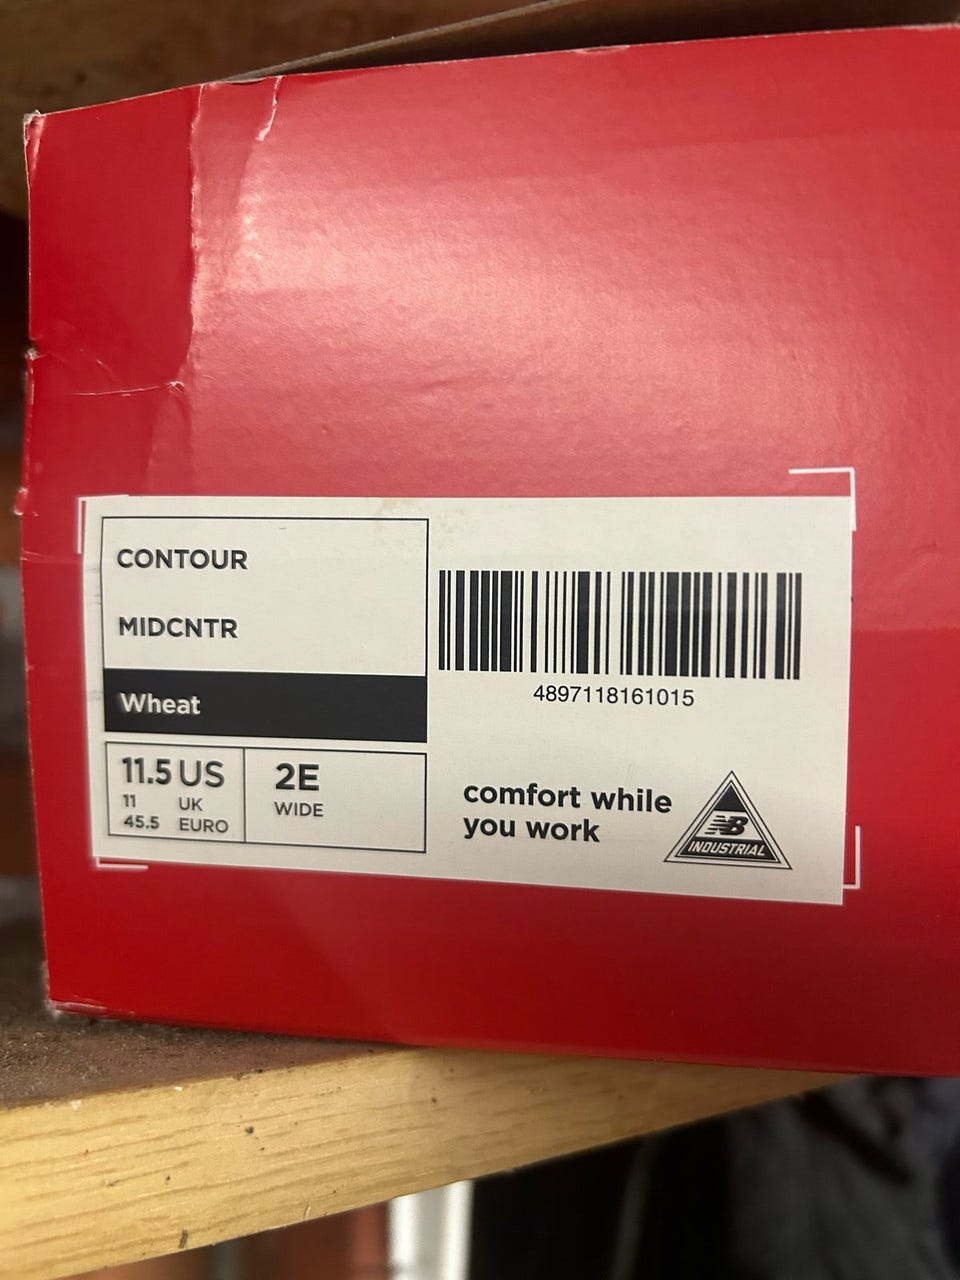 CONTOUR
MIDCNTR
Wheat
11.5 US
11 UK
45.5 EURO
2E
WIDE
4897118161015
comfort while
you work
NB
INDUSTRIAL